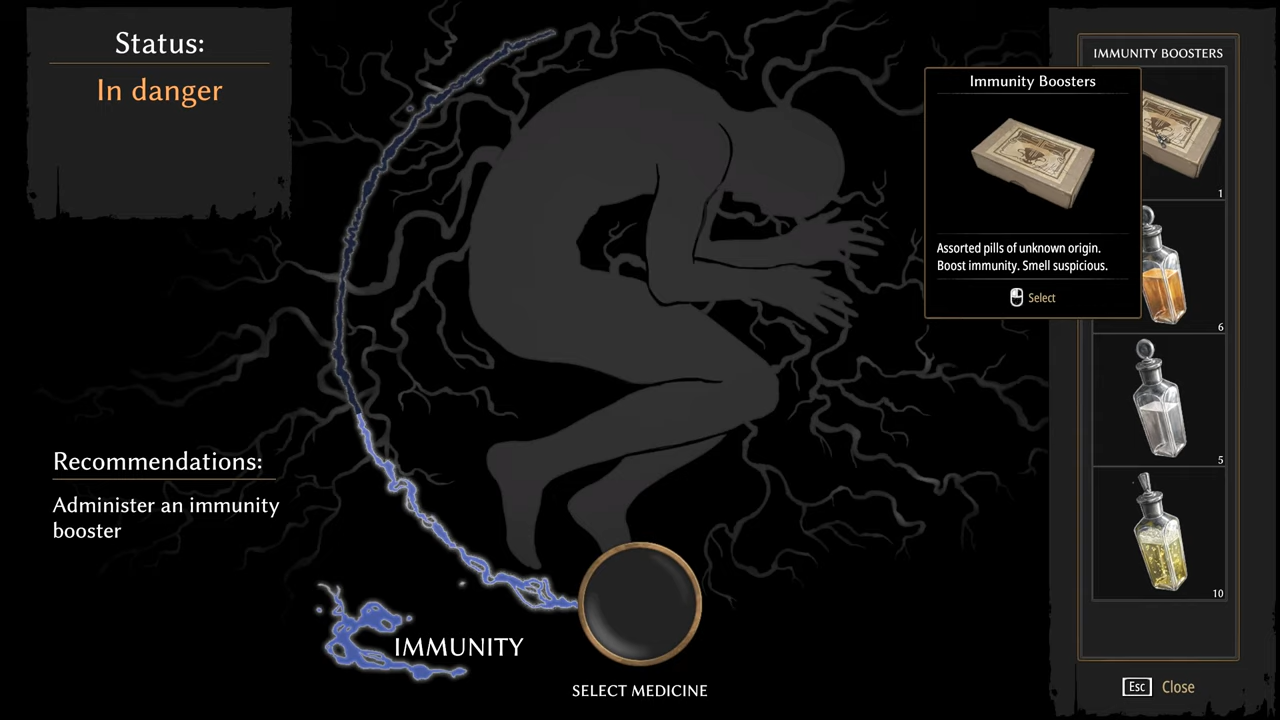 Status:
In danger
Recommendations:
Administer an immunity
booster
IMMUNITY
SELECT MEDICINE
Immunity Boosters
Assorted pills of unknown origin.
Boost immunity. Smell suspicious.
Select
IMMUNITY BOOSTERS
1
6
5
10
Esc Close